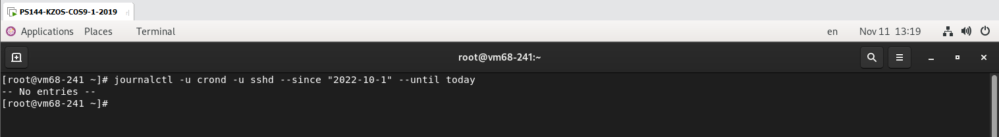 PS144-KZOS-COS9-1-2019
Applications Places Terminal en Nov 11 13:19
root@vm68-241:~
[root@vm68-241 ~]# journalctl -u crond -u sshd --since "2022-10-1" --until today
-- No entries --
[root@vm68-241 ~]#